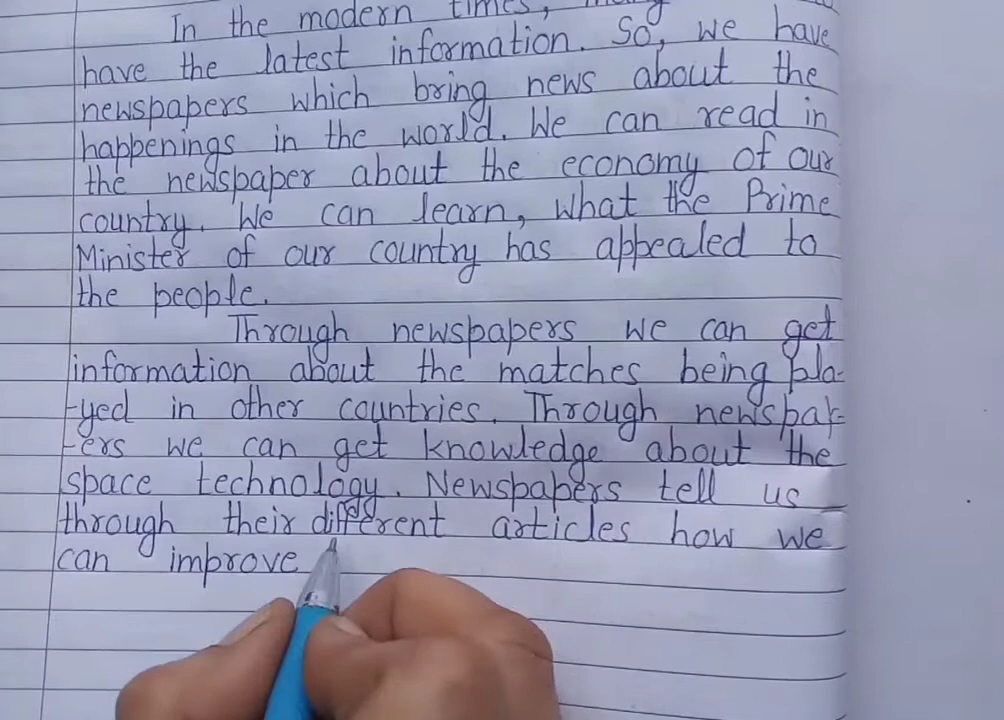 In the modern times,
have the latest information. So, we have
newspapers which bring news about the
happenings in the world. We can read in
the newspaper about the economy of our
country. We can learn, what the Prime
Minister of our country has appealed to
the people.
Through newspapers we can get
information about the matches being pla-
-yed in other countries. Through newspap-
-ers we can get knowledge about the
space technology. Newspapers tell us
through their different articles how we
can improve